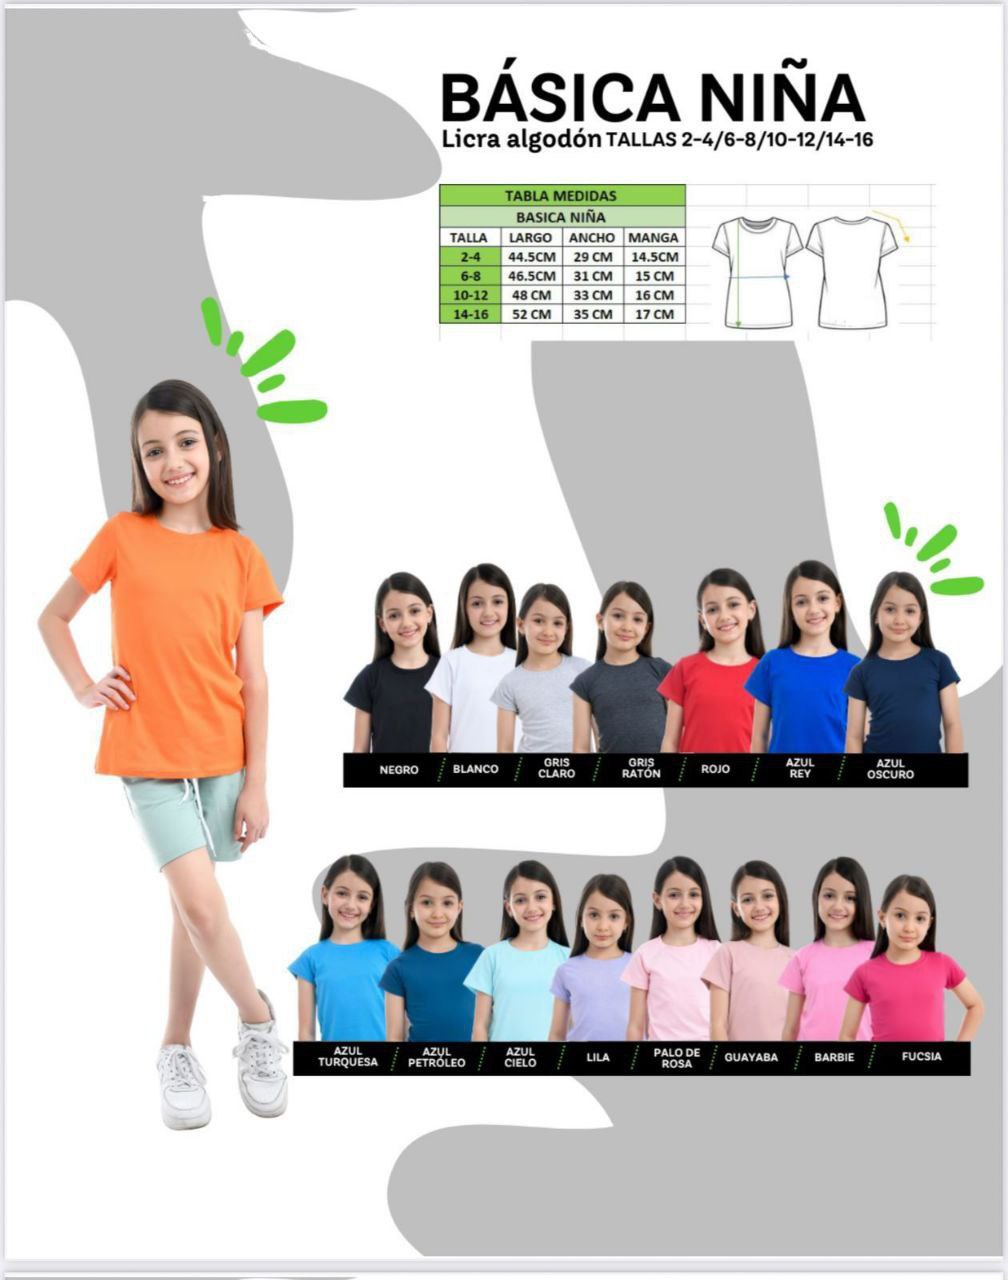 BÁSICA NIÑA
Licra algodón TALLAS 2-4/6-8/10-12/14-16
TABLA MEDIDAS
BASICA NIÑA
TALLA LARGO ANCHO MANGA
2-4 44.5CM 29 CM 14.5CM
6-8 46.5CM 31 CM 15 CM
10-12 48 CM 33 CM 16 CM
14-16 52 CM 35 CM 17 CM
NEGRO
BLANCO
GRIS
CLARO
GRIS
RATÓN
ROJO
AZUL
REY
AZUL
OSCURO
AZUL
TURQUESA
AZUL
PETRÓLEO
AZUL
CIELO
LILA
PALO DE
ROSA
GUAYABA
BARBIE
FUCSIA